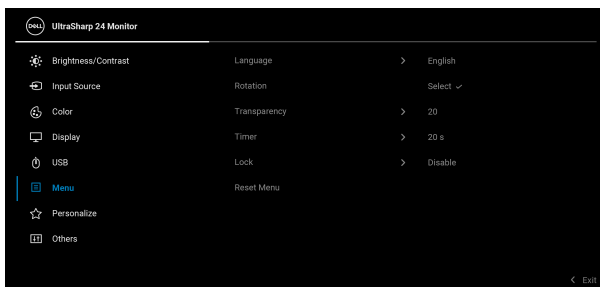 DELL UltraSharp 24 Monitor
Brightness/Contrast Language > English
Input Source Rotation Select ✓
Color Transparency > 20
Display Timer > 20 s
USB Lock > Disable
Menu Reset Menu
Personalize
Others
< Exit